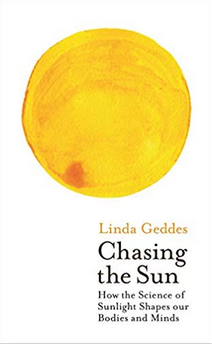 Linda Geddes
Chasing
the Sun
How the Science of
Sunlight Shapes our
Bodies and Minds